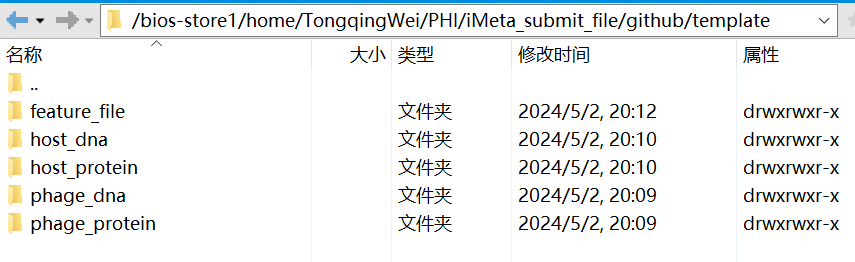 /bios-store1/home/TongqingWei/PHI/iMeta_submit_file/github/template
名称 大小 类型 修改时间 属性
..
feature_file 文件夹 2024/5/2, 20:12 drwxrwxr-x
host_dna 文件夹 2024/5/2, 20:10 drwxrwxr-x
host_protein 文件夹 2024/5/2, 20:10 drwxrwxr-x
phage_dna 文件夹 2024/5/2, 20:09 drwxrwxr-x
phage_protein 文件夹 2024/5/2, 20:09 drwxrwxr-x